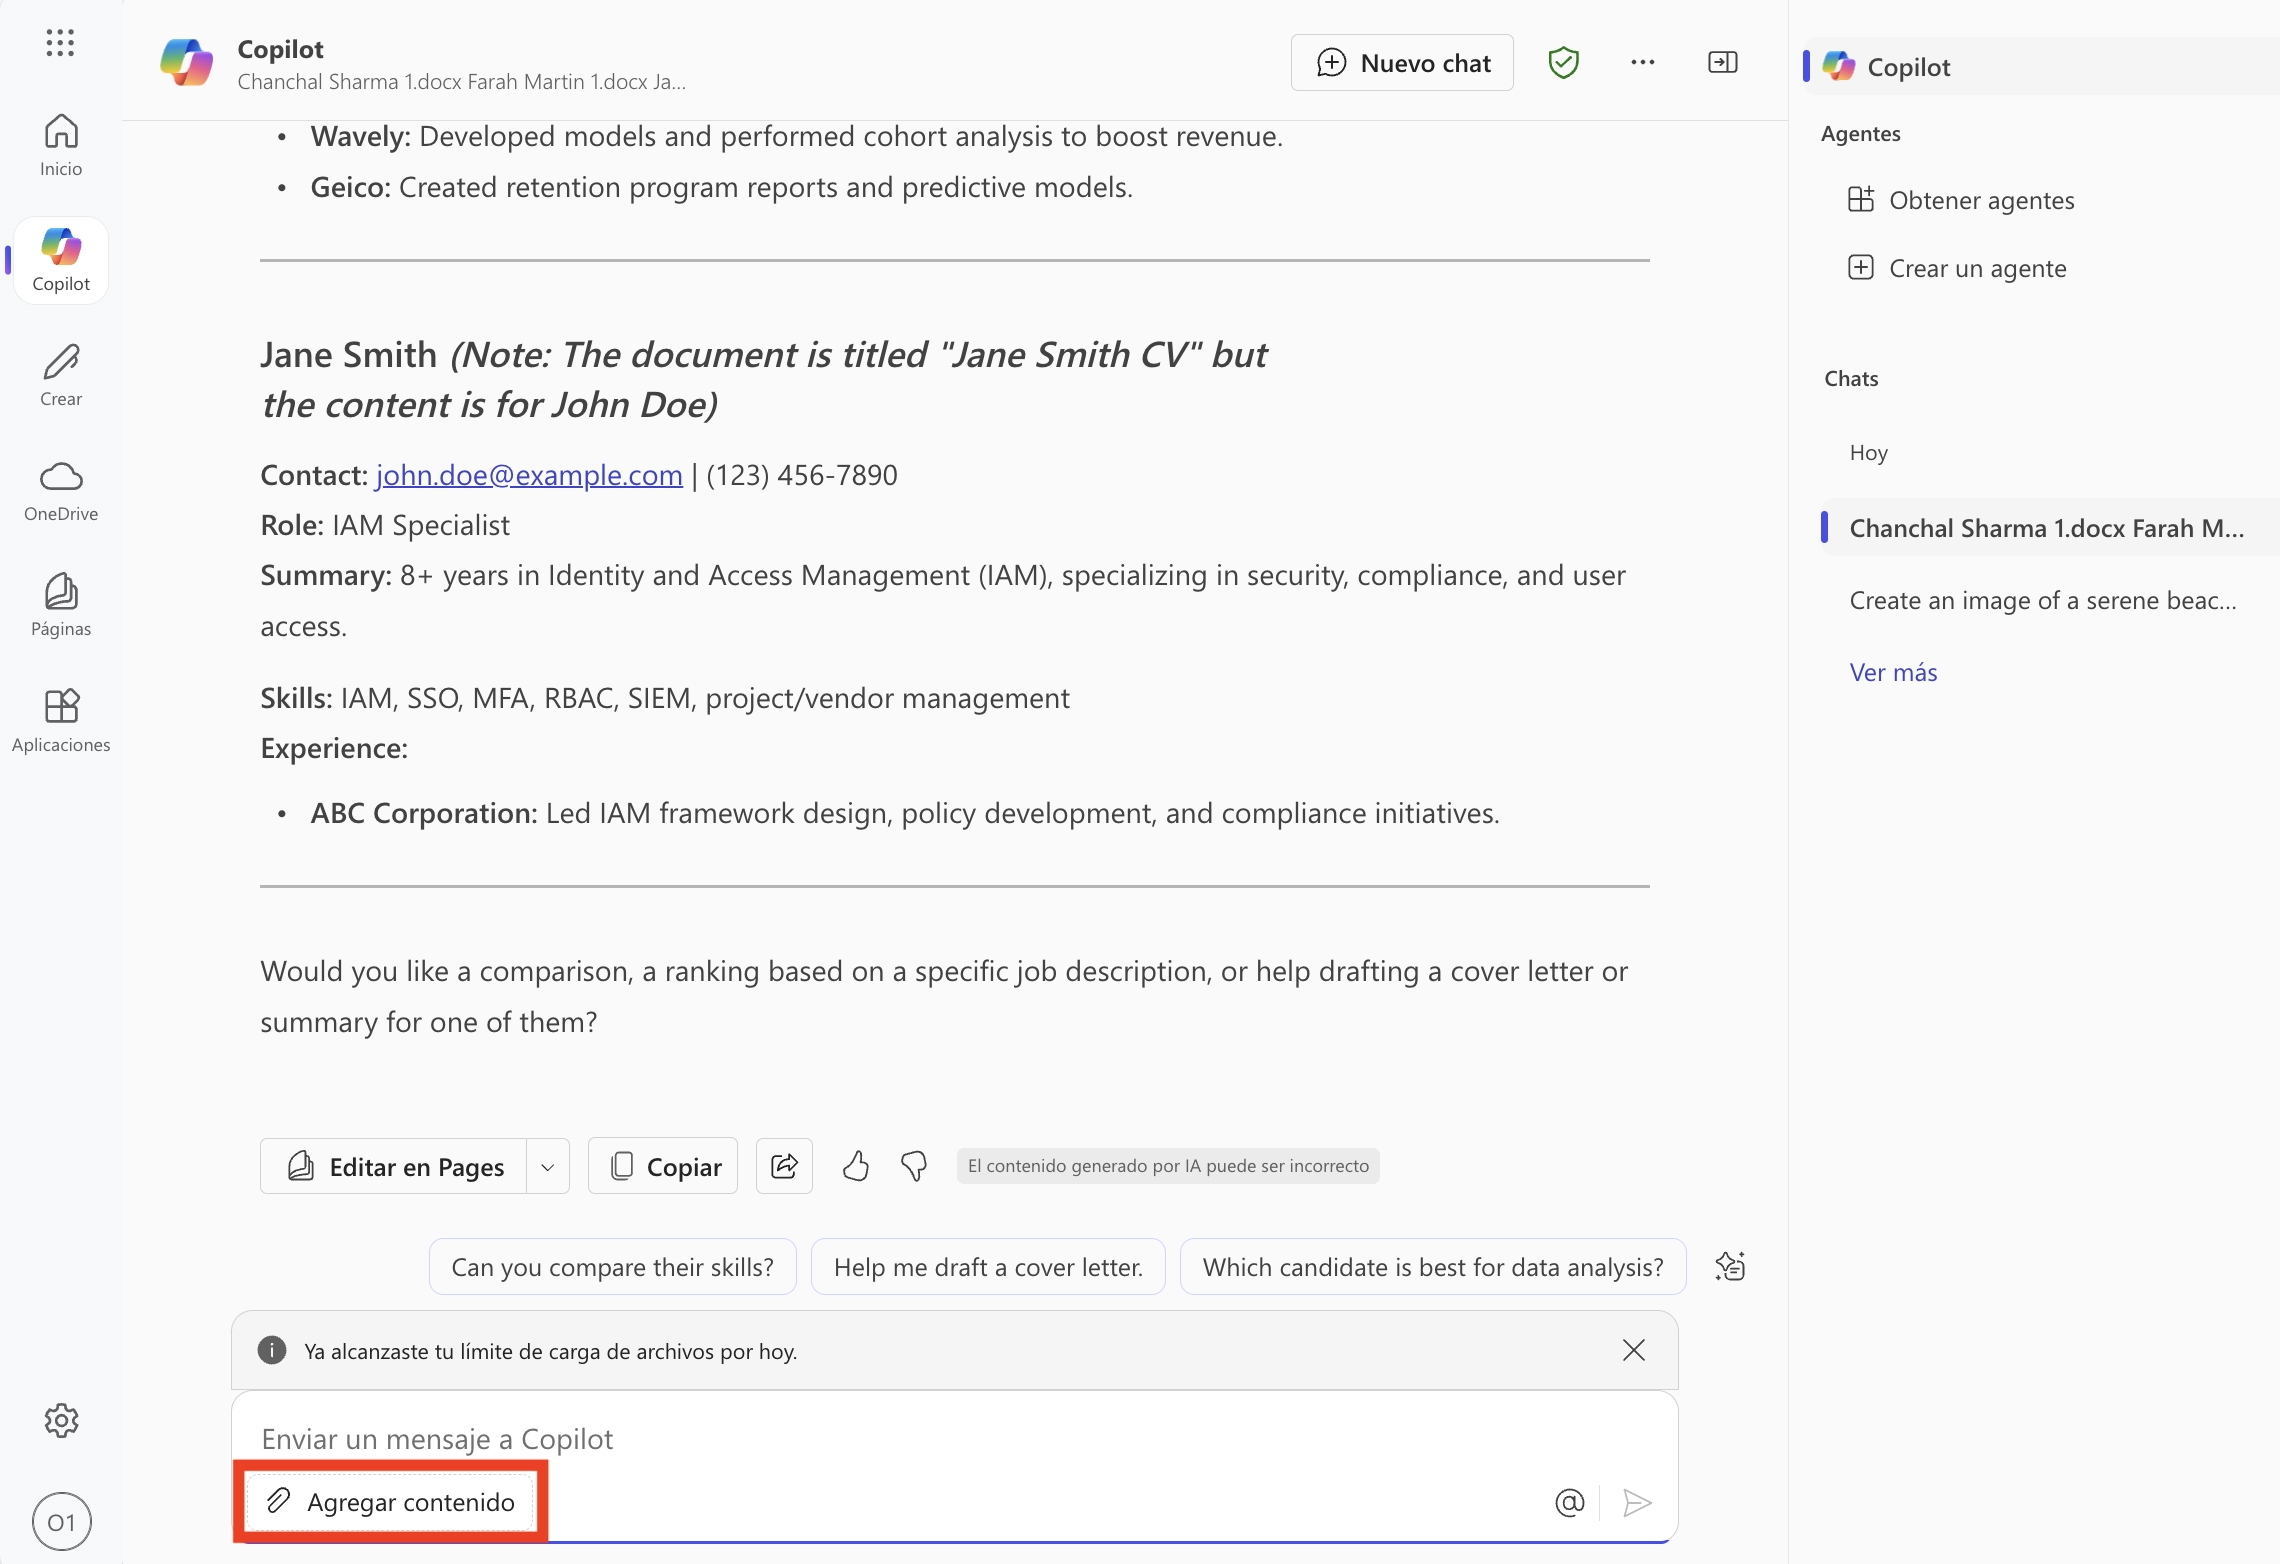 Inicio
Copilot
Crear
OneDrive
Páginas
Aplicaciones
O1
Copilot
Chanchal Sharma 1.docx Farah Martin 1.docx Ja...
Nuevo chat
• Wavely: Developed models and performed cohort analysis to boost revenue.
• Geico: Created retention program reports and predictive models.
Jane Smith (Note: The document is titled "Jane Smith CV" but
the content is for John Doe)
Contact: john.doe@example.com | (123) 456-7890
Role: IAM Specialist
Summary: 8+ years in Identity and Access Management (IAM), specializing in security, compliance, and user
access.
Skills: IAM, SSO, MFA, RBAC, SIEM, project/vendor management
Experience:
• ABC Corporation: Led IAM framework design, policy development, and compliance initiatives.
Would you like a comparison, a ranking based on a specific job description, or help drafting a cover letter or
summary for one of them?
Editar en Pages
Copiar
El contenido generado por IA puede ser incorrecto
Can you compare their skills?
Help me draft a cover letter.
Which candidate is best for data analysis?
Ya alcanzaste tu límite de carga de archivos por hoy.
Enviar un mensaje a Copilot
Agregar contenido
Copilot
Agentes
Obtener agentes
Crear un agente
Chats
Hoy
Chanchal Sharma 1.docx Farah M...
Create an image of a serene beac...
Ver más